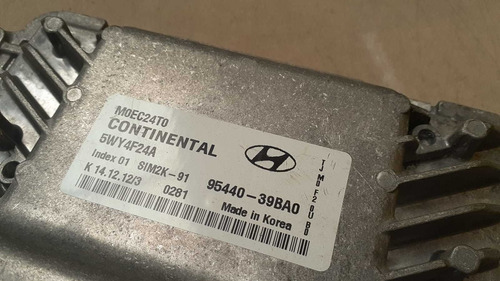 M0EC24T0
CONTINENTAL
5WY4F24A
Index 01 SIM2K-91
K 14.12.12/3 0281
95440-39BA0
Made in Korea